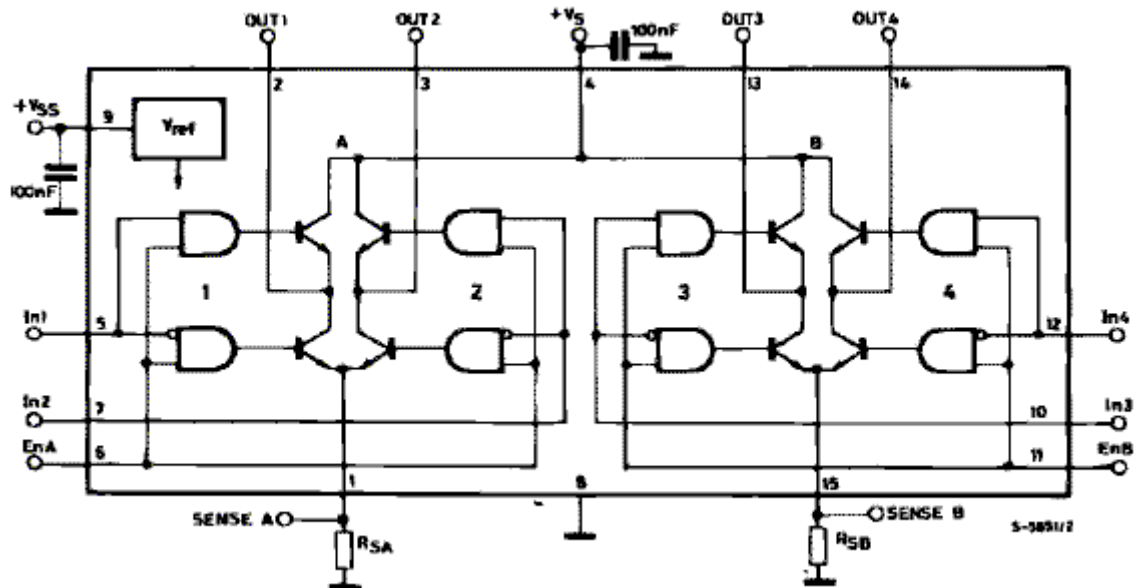 OUT1
OUT2
+VS
100nF
OUT3
OUT4
2
3
4
13
14
+VSS
9
Vref
100nF
A
B
1
2
3
4
In1
5
12
In4
In2
7
10
In3
EnA
6
11
EnB
1
8
15
SENSE A
RSA
SENSE B
RSB
S-5851/2